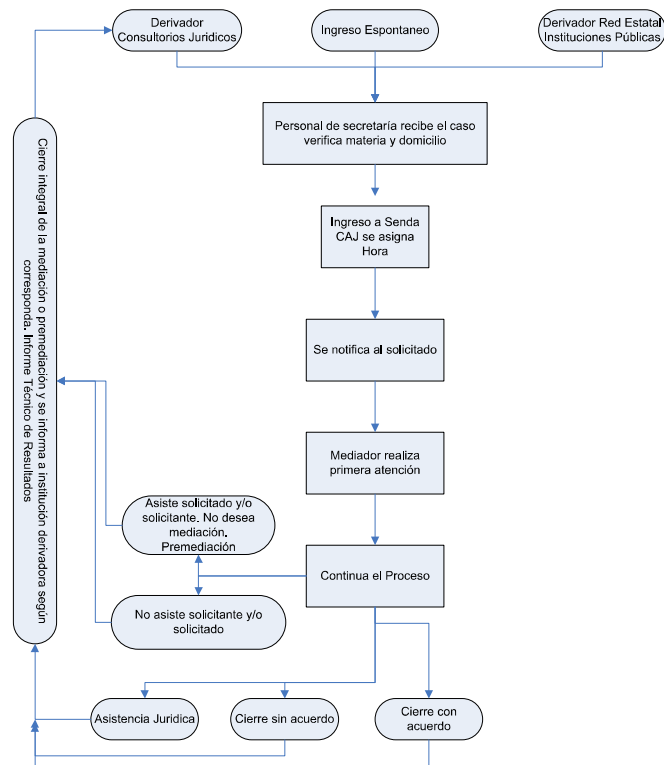 Derivador
Consultorios Juridicos
Ingreso Espontaneo
Derivador Red Estatal
Instituciones Públicas
Personal de secretaría recibe el caso
verifica materia y domicilio
Ingreso a Senda
CAJ se asigna
Hora
Se notifica al solicitado
Mediador realiza
primera atención
Cierre integral de la mediación o premediación y se informa a institución derivadora según
corresponda. Informe Técnico de Resultados
Asiste solicitado y/o
solicitante. No desea
mediación.
Premediación
Continua el Proceso
No asiste solicitante y/o
solicitado
Asistencia Juridica
Cierre sin acuerdo
Cierre con
acuerdo